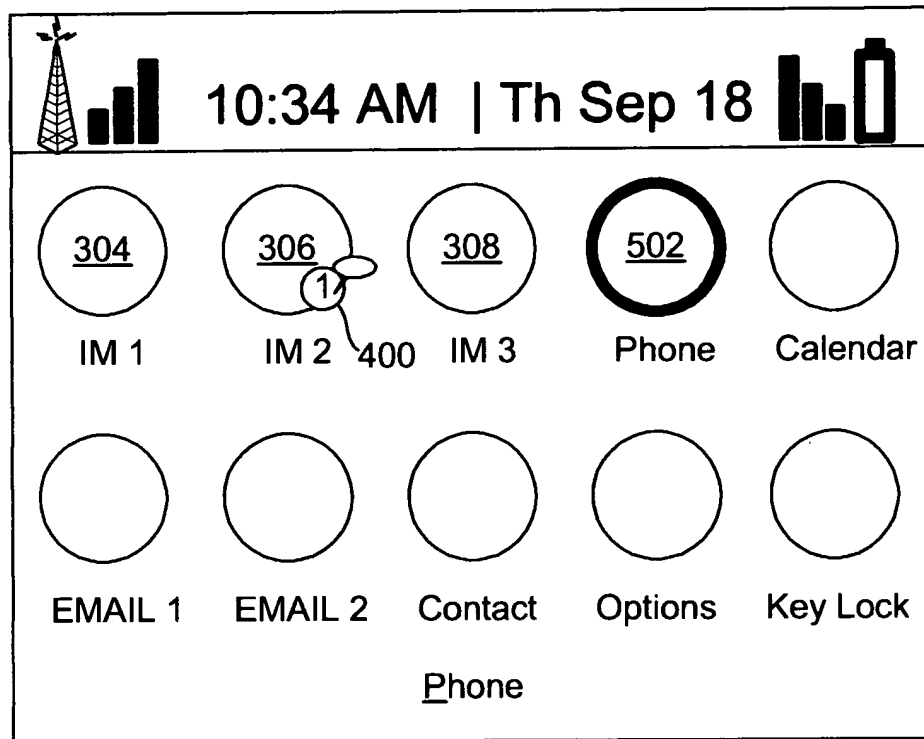 10:34 AM | Th Sep 18
304 306 308 502
1
IM 1 IM 2 400 IM 3 Phone Calendar
EMAIL 1 EMAIL 2 Contact Options Key Lock
Phone